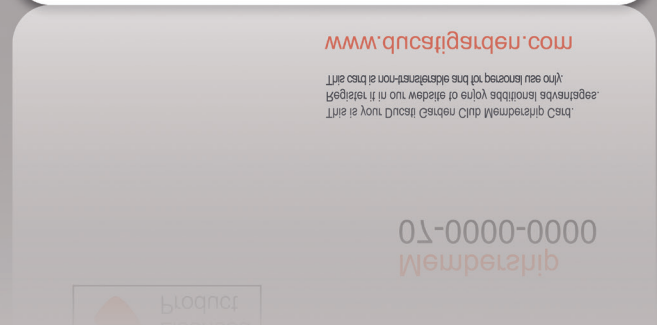 Product
Membership
07-0000-0000
This is your Ducati Garden Club Membership Card.
Register it in our website to enjoy additional advantages.
This card is non-transferable and for personal use only.
www.ducatigarden.com